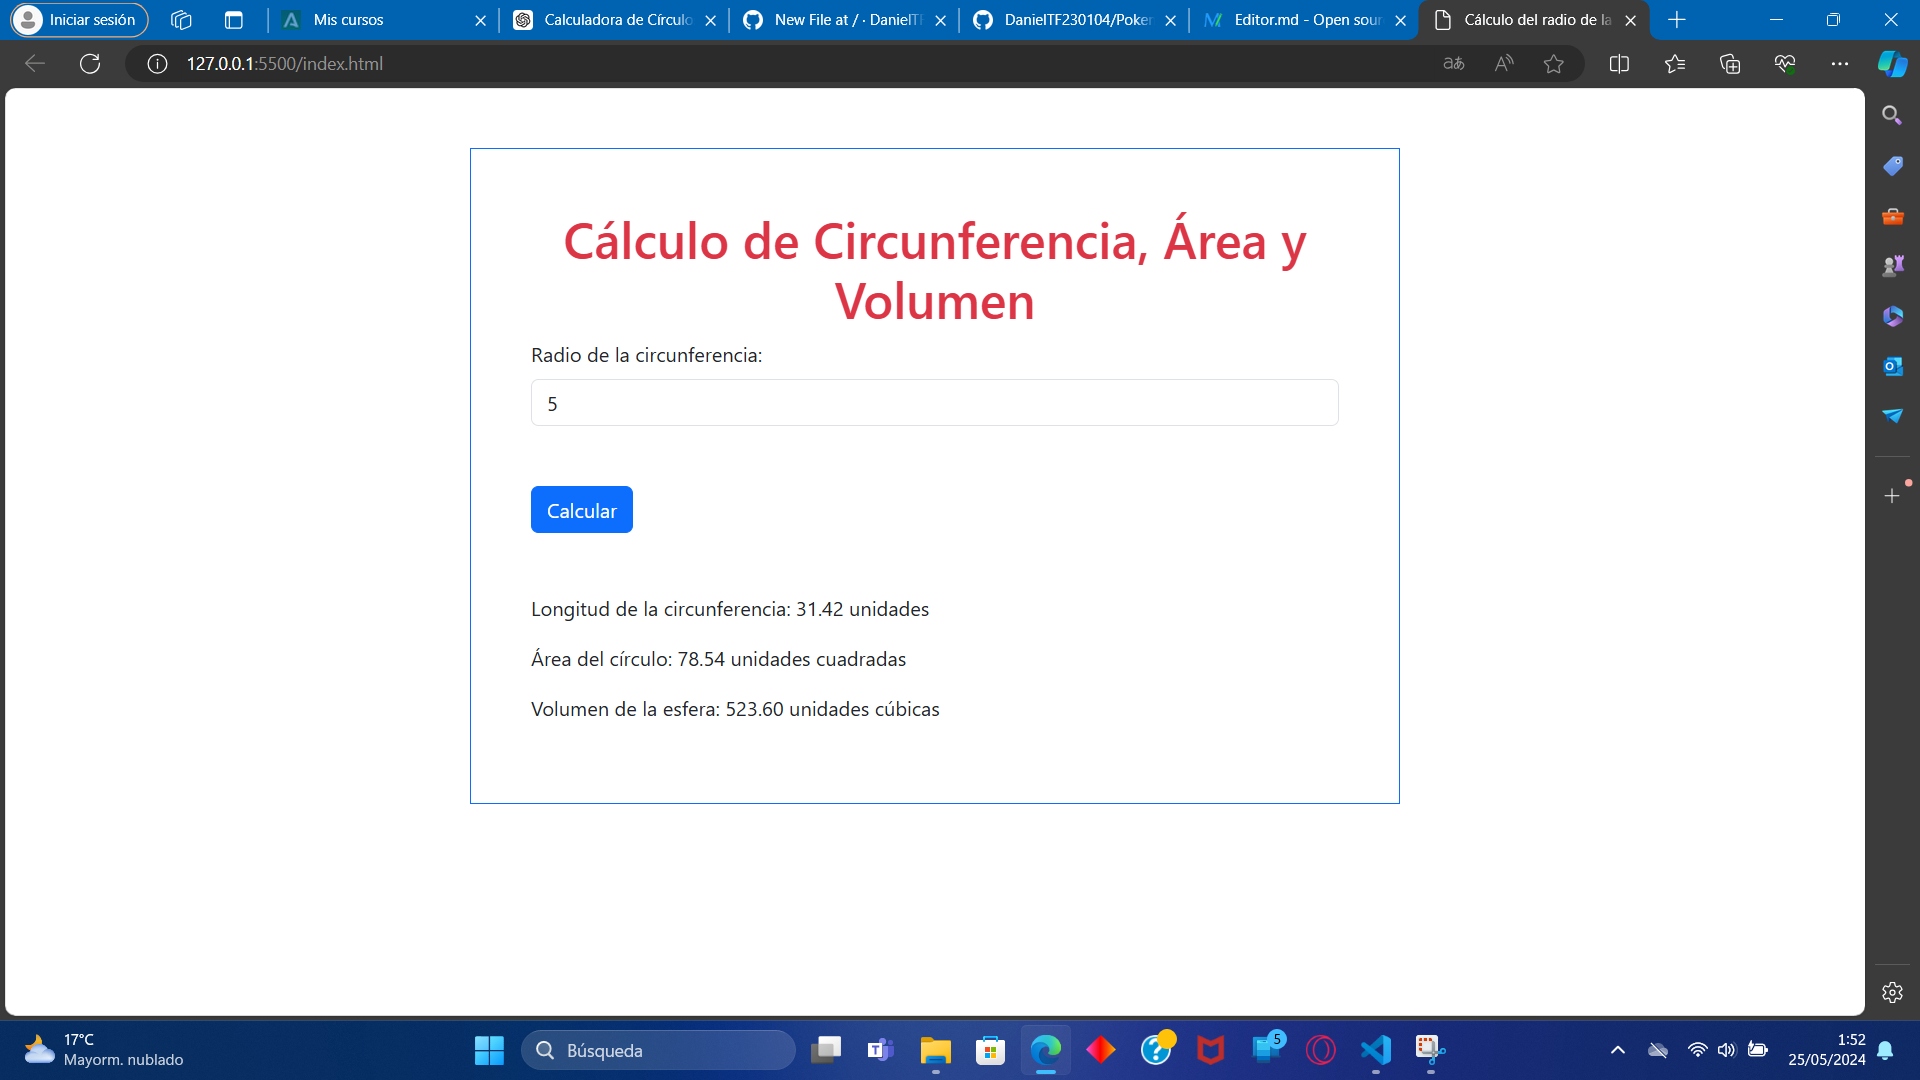 Iniciar sesión
Mis cursos
Calculadora de Círculo
New File at / · DanielTF
DanielTF230104/Poker
Editor.md - Open sour
Cálculo del radio de la
127.0.0.1:5500/index.html
Cálculo de Circunferencia, Área y
Volumen
Radio de la circunferencia:
5
Calcular
Longitud de la circunferencia: 31.42 unidades
Área del círculo: 78.54 unidades cuadradas
Volumen de la esfera: 523.60 unidades cúbicas
17°C
Mayorm. nublado
Búsqueda
5
1:52
25/05/2024